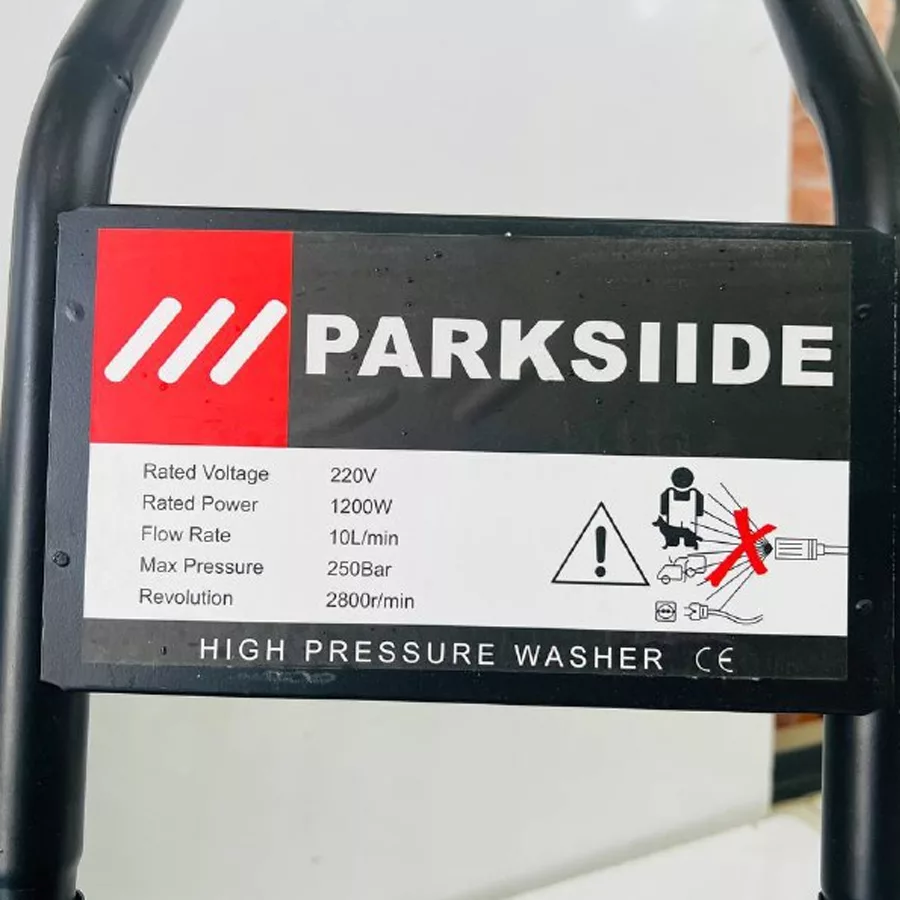 PARKSIIDE
Rated Voltage 220V
Rated Power 1200W
Flow Rate 10L/min
Max Pressure 250Bar
Revolution 2800r/min
HIGH PRESSURE WASHER CE